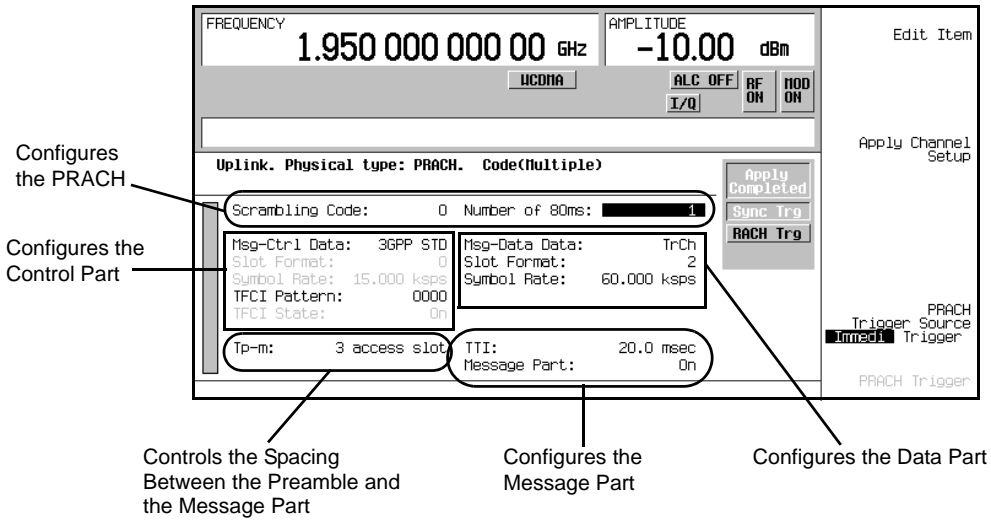 FREQUENCY
1.950 000 000 00 GHz
AMPLITUDE
-10.00 dBm
WCDMA
ALC OFF
I/Q
RF ON
MOD ON
Edit Item
Apply Channel
Setup
PRACH
Trigger Source
Immedi Trigger
PRACH Trigger
Uplink. Physical type: PRACH. Code(Multiple)
Apply
Completed
Sync Trg
RACH Trg
Scrambling Code: 0 Number of 80ms: 1
Msg-Ctrl Data: 3GPP STD
Slot Format: 0
Symbol Rate: 15.000 ksps
TFCI Pattern: 0000
TFCI State: On
Msg-Data Data: TrCh
Slot Format: 2
Symbol Rate: 60.000 ksps
Tp-m: 3 access slot
TTI: 20.0 msec
Message Part: On
Configures
the PRACH
Configures the
Control Part
Controls the Spacing
Between the Preamble and
the Message Part
Configures the
Message Part
Configures the Data Part